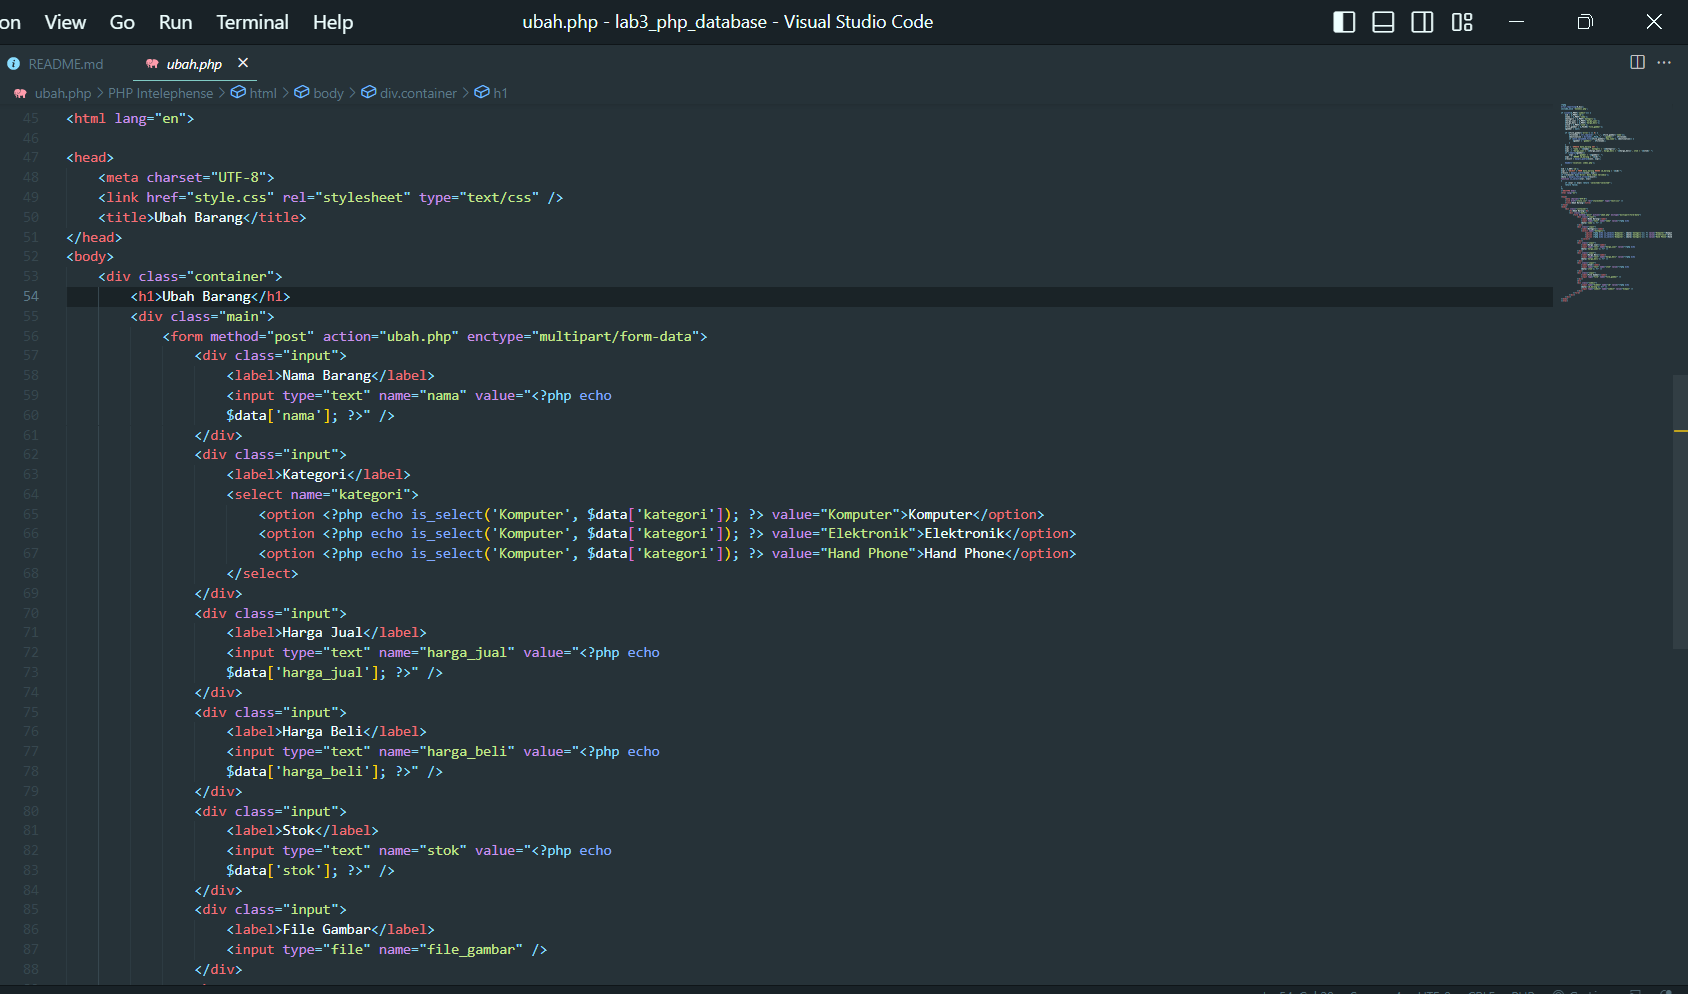 on View Go Run Terminal Help ubah.php - lab3_php_database - Visual Studio Code
README.md ubah.php
ubah.php > PHP Intelephense > html > body > div.container > h1
45 <html lang="en">
46
47 <head>
48 <meta charset="UTF-8">
49 <link href="style.css" rel="stylesheet" type="text/css" />
50 <title>Ubah Barang</title>
51 </head>
52 <body>
53 <div class="container">
54 <h1>Ubah Barang</h1>
55 <div class="main">
56 <form method="post" action="ubah.php" enctype="multipart/form-data">
57 <div class="input">
58 <label>Nama Barang</label>
59 <input type="text" name="nama" value="<?php echo
60 $data['nama']; ?>" />
61 </div>
62 <div class="input">
63 <label>Kategori</label>
64 <select name="kategori">
65 <option <?php echo is_select('Komputer', $data['kategori']); ?> value="Komputer">Komputer</option>
66 <option <?php echo is_select('Komputer', $data['kategori']); ?> value="Elektronik">Elektronik</option>
67 <option <?php echo is_select('Komputer', $data['kategori']); ?> value="Hand Phone">Hand Phone</option>
68 </select>
69 </div>
70 <div class="input">
71 <label>Harga Jual</label>
72 <input type="text" name="harga_jual" value="<?php echo
73 $data['harga_jual']; ?>" />
74 </div>
75 <div class="input">
76 <label>Harga Beli</label>
77 <input type="text" name="harga_beli" value="<?php echo
78 $data['harga_beli']; ?>" />
79 </div>
80 <div class="input">
81 <label>Stok</label>
82 <input type="text" name="stok" value="<?php echo
83 $data['stok']; ?>" />
84 </div>
85 <div class="input">
86 <label>File Gambar</label>
87 <input type="file" name="file_gambar" />
88 </div>